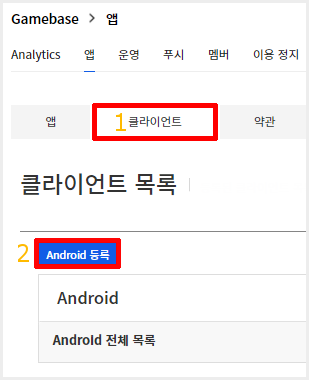 Gamebase > 앱
Analytics 앱 운영 푸시 멤버 이용 정지
앱 1 클라이언트 약관
클라이언트 목록
2 Android 등록
Android
Android 전체 목록